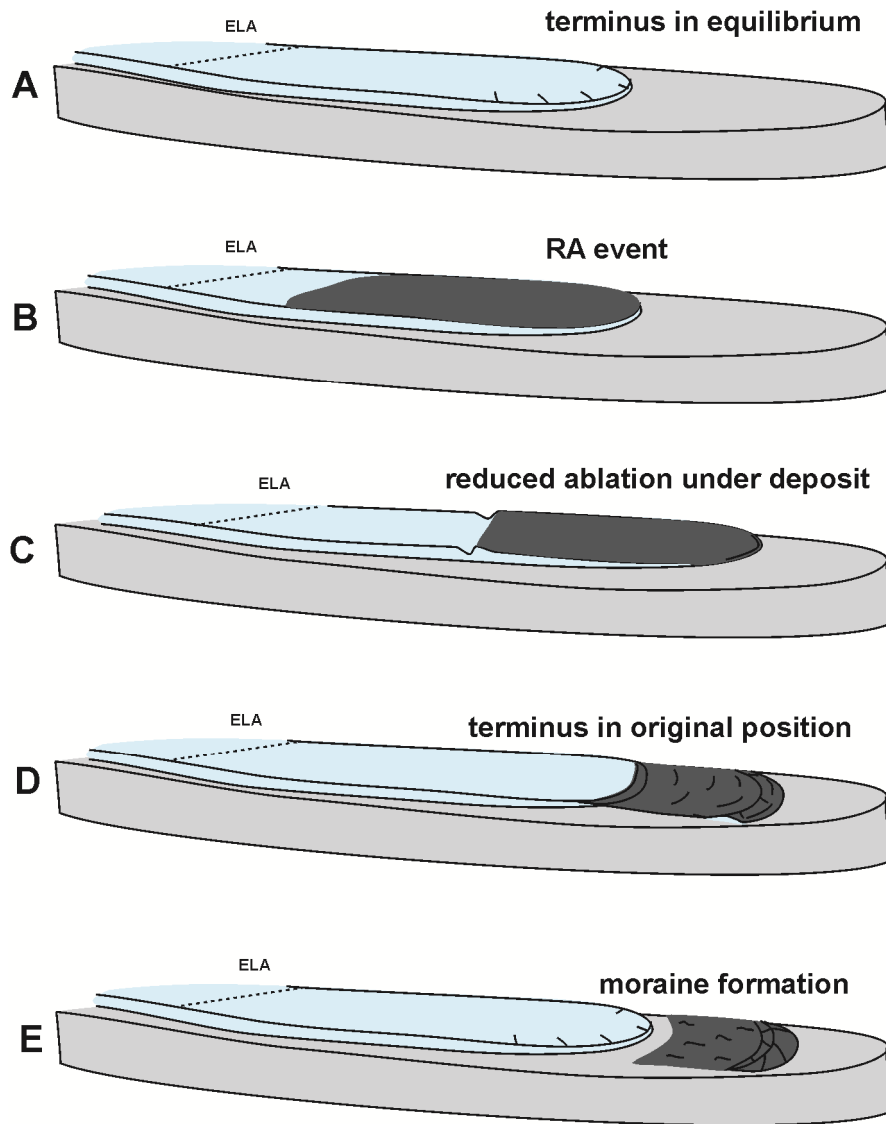 ELA
terminus in equilibrium
A
ELA
RA event
B
ELA
reduced ablation under deposit
C
ELA
terminus in original position
D
ELA
moraine formation
E